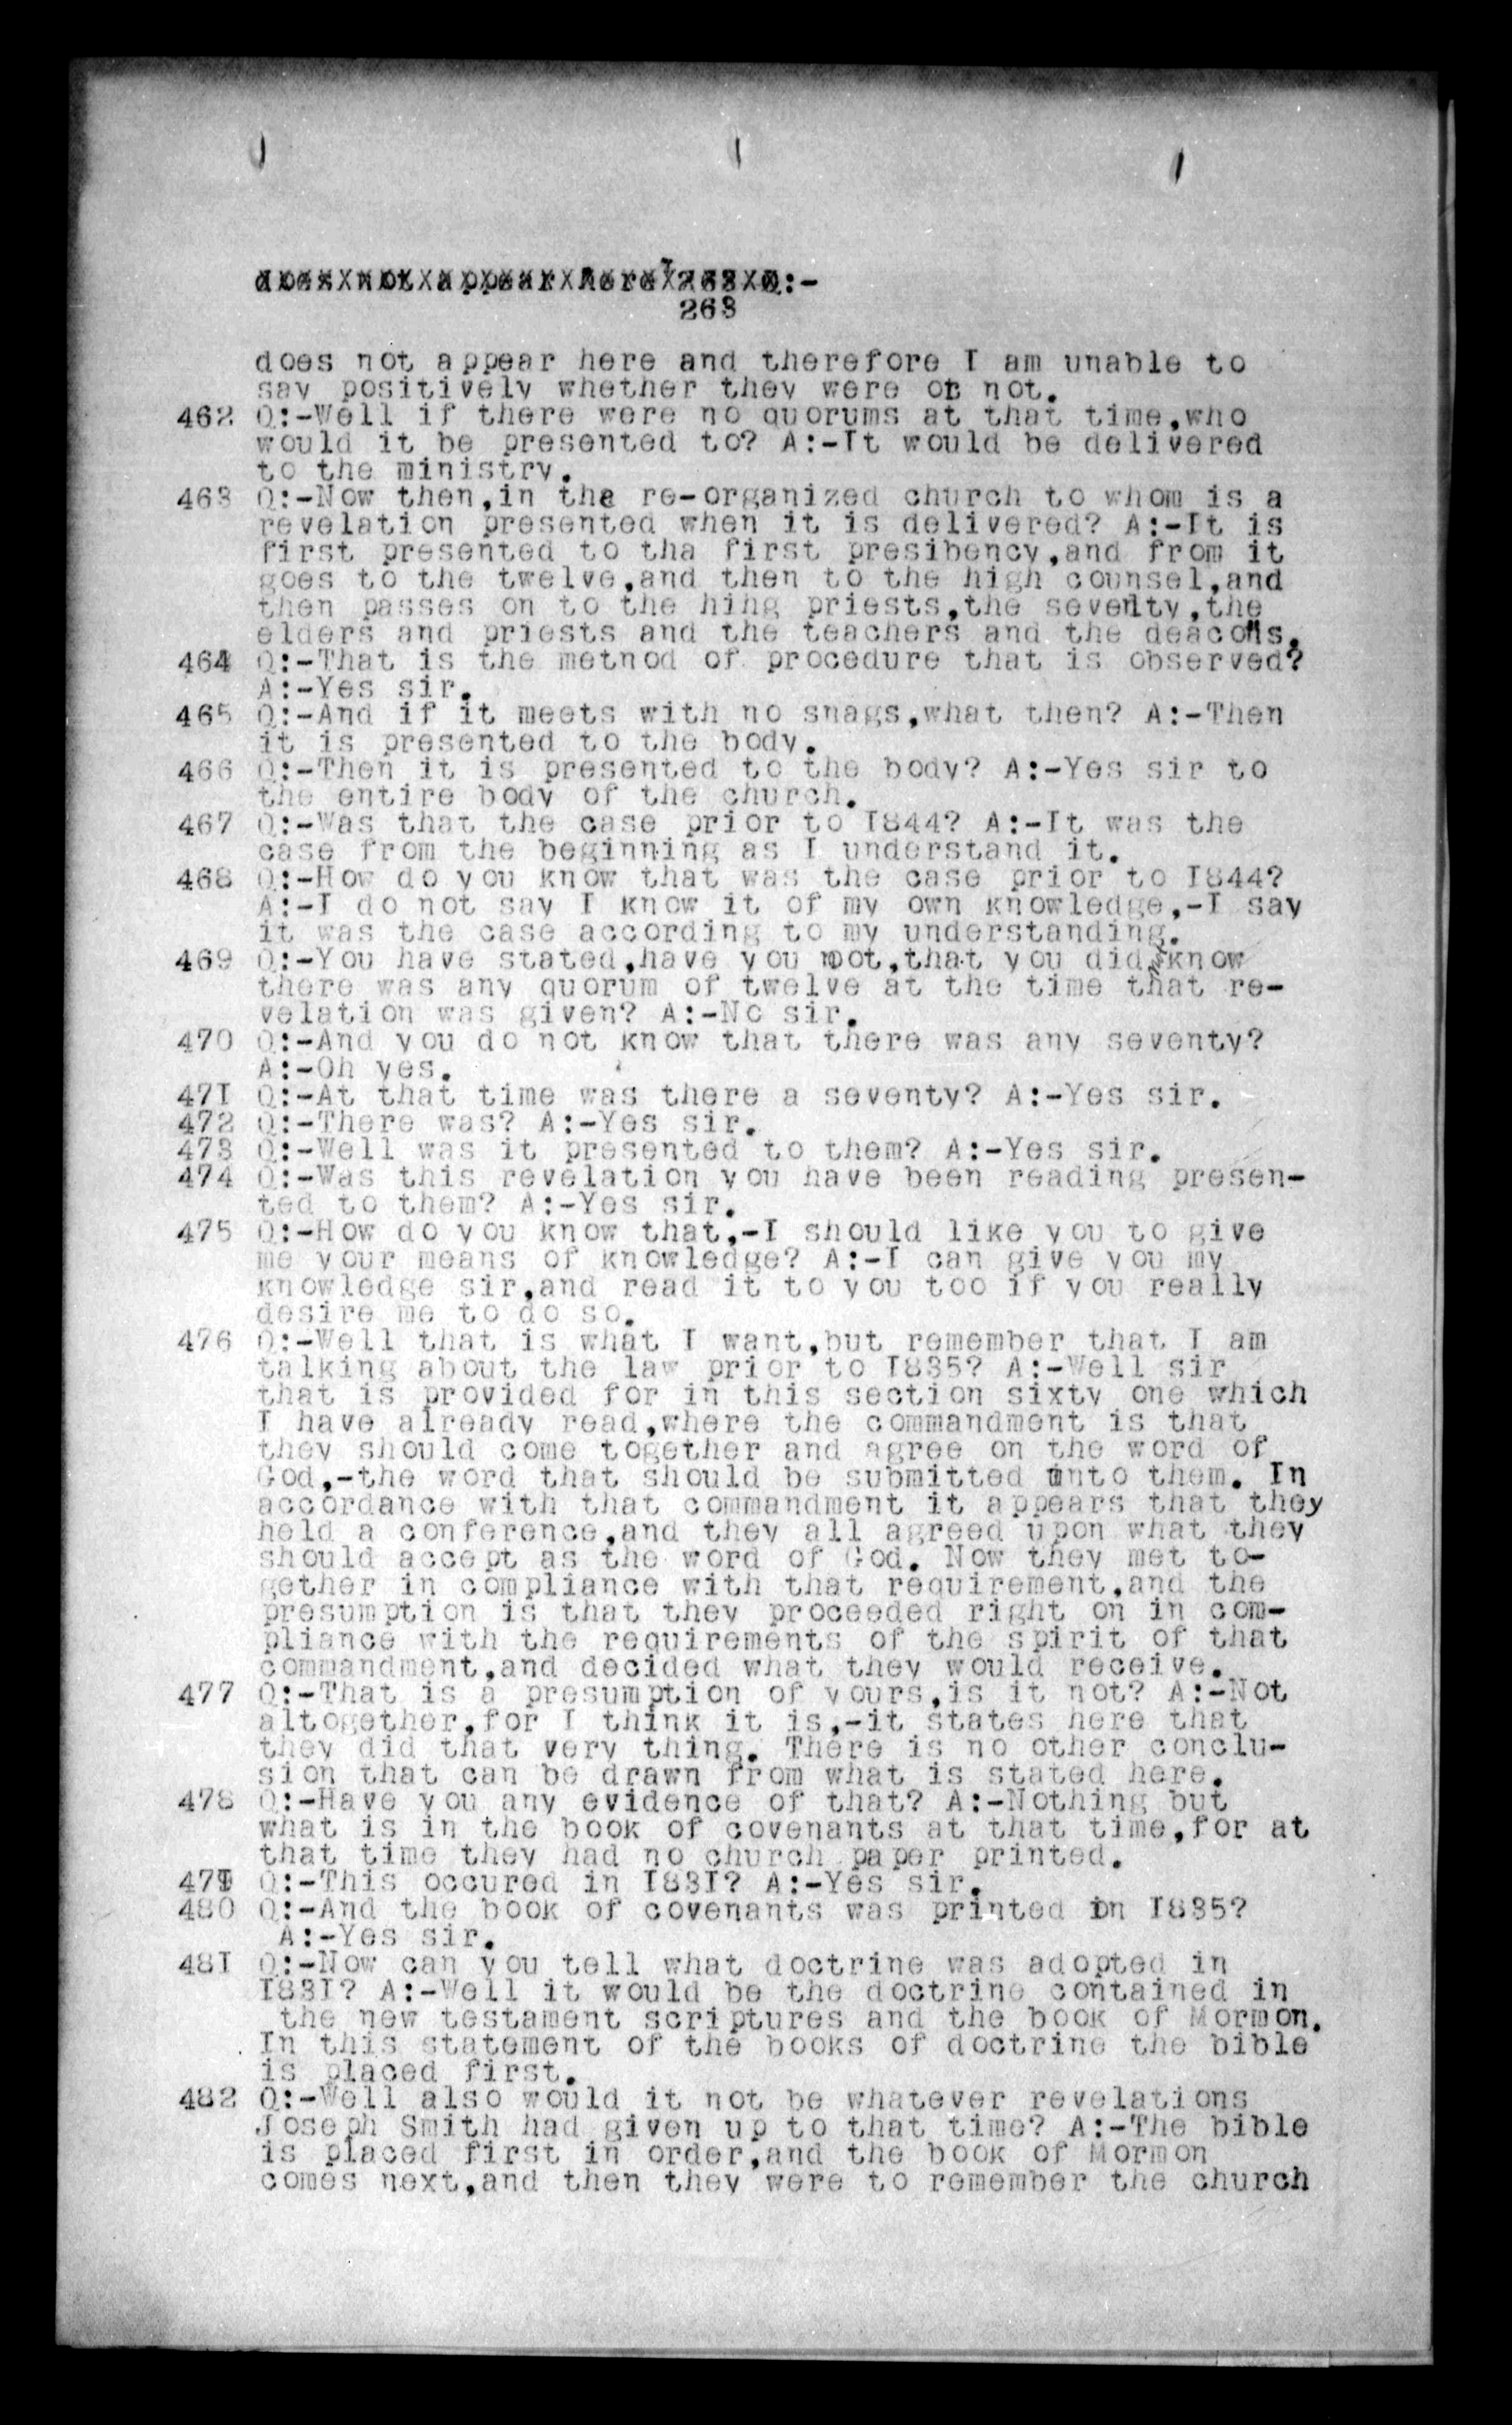 263
does not appear here and therefore I am unable to
say positively whether they were or not.
462 Q:-Well if there were no quorums at that time,who
would it be presented to? A:-It would be delivered
to the ministry.
463 Q:-Now then,in the re-organized church to whom is a
revelation presented when it is delivered? A:-It is
first presented to tha first presibency,and from it
goes to the twelve,and then to the high counsel,and
then passes on to the hihg priests,the seventy,the
elders and priests and the teachers and the deacons.
464 Q:-That is the metnod of procedure that is observed?
A:-Yes sir.
465 Q:-And if it meets with no snags,what then? A:-Then
it is presented to the body.
466 Q:-Then it is presented to the body? A:-Yes sir to
the entire body of the church.
467 Q:-Was that the case prior to I844? A:-It was the
case from the beginning as I understand it.
468 Q:-How do you know that was the case prior to I844?
A:-I do not say I know it of my own knowledge,-I say
it was the case according to my understanding.
469 Q:-You have stated,have you not,that you did not know
there was any quorum of twelve at the time that re-
velation was given? A:-No sir.
470 Q:-And you do not know that there was any seventy?
A:-Oh yes.
47I Q:-At that time was there a seventy? A:-Yes sir.
472 Q:-There was? A:-Yes sir.
473 Q:-Well was it presented to them? A:-Yes sir.
474 Q:-Was this revelation you have been reading presen-
ted to them? A:-Yes sir.
475 Q:-How do you know that,-I should like you to give
me your means of knowledge? A:-I can give you my
knowledge sir,and read it to you too if you really
desire me to do so.
476 Q:-Well that is what I want,but remember that I am
talking about the law prior to I835? A:-Well sir
that is provided for in this section sixty one which
I have already read,where the commandment is that
they should come together and agree on the word of
God,-the word that should be submitted unto them. In
accordance with that commandment it appears that they
held a conference,and they all agreed upon what they
should accept as the word of God. Now they met to-
gether in compliance with that requirement,and the
presumption is that they proceeded right on in com-
pliance with the requirements of the spirit of that
commandment,and decided what they would receive.
477 Q:-That is a presumption of yours,is it not? A:-Not
altogether,for I think it is,-it states here that
they did that very thing. There is no other conclu-
sion that can be drawn from what is stated here.
478 Q:-Have you any evidence of that? A:-Nothing but
what is in the book of covenants at that time,for at
that time they had no church paper printed.
479 Q:-This occured in I83I? A:-Yes sir.
480 Q:-And the book of covenants was printed in I835?
A:-Yes sir.
48I Q:-Now can you tell what doctrine was adopted in
I83I? A:-Well it would be the doctrine contained in
the new testament scriptures and the book of Mormon.
In this statement of the books of doctrine the bible
is placed first.
482 Q:-Well also would it not be whatever revelations
Joseph Smith had given up to that time? A:-The bible
is placed first in order,and the book of Mormon
comes next,and then they were to remember the church